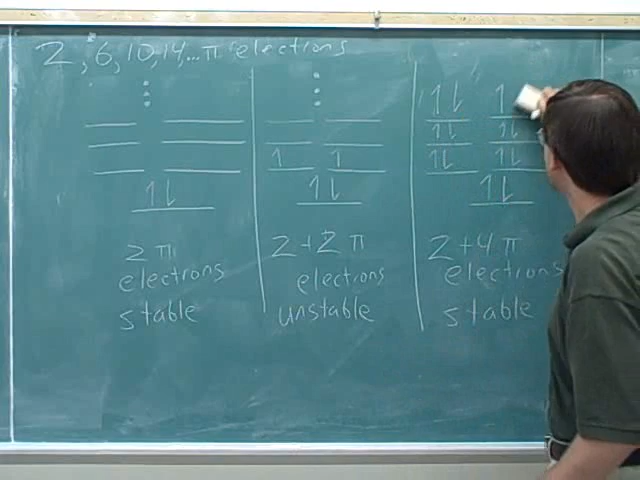 2, 6, 10, 14, ... π electrons
2 π
electrons
stable
2 + 2 π
electrons
unstable
2 + 4 π
electrons
stable